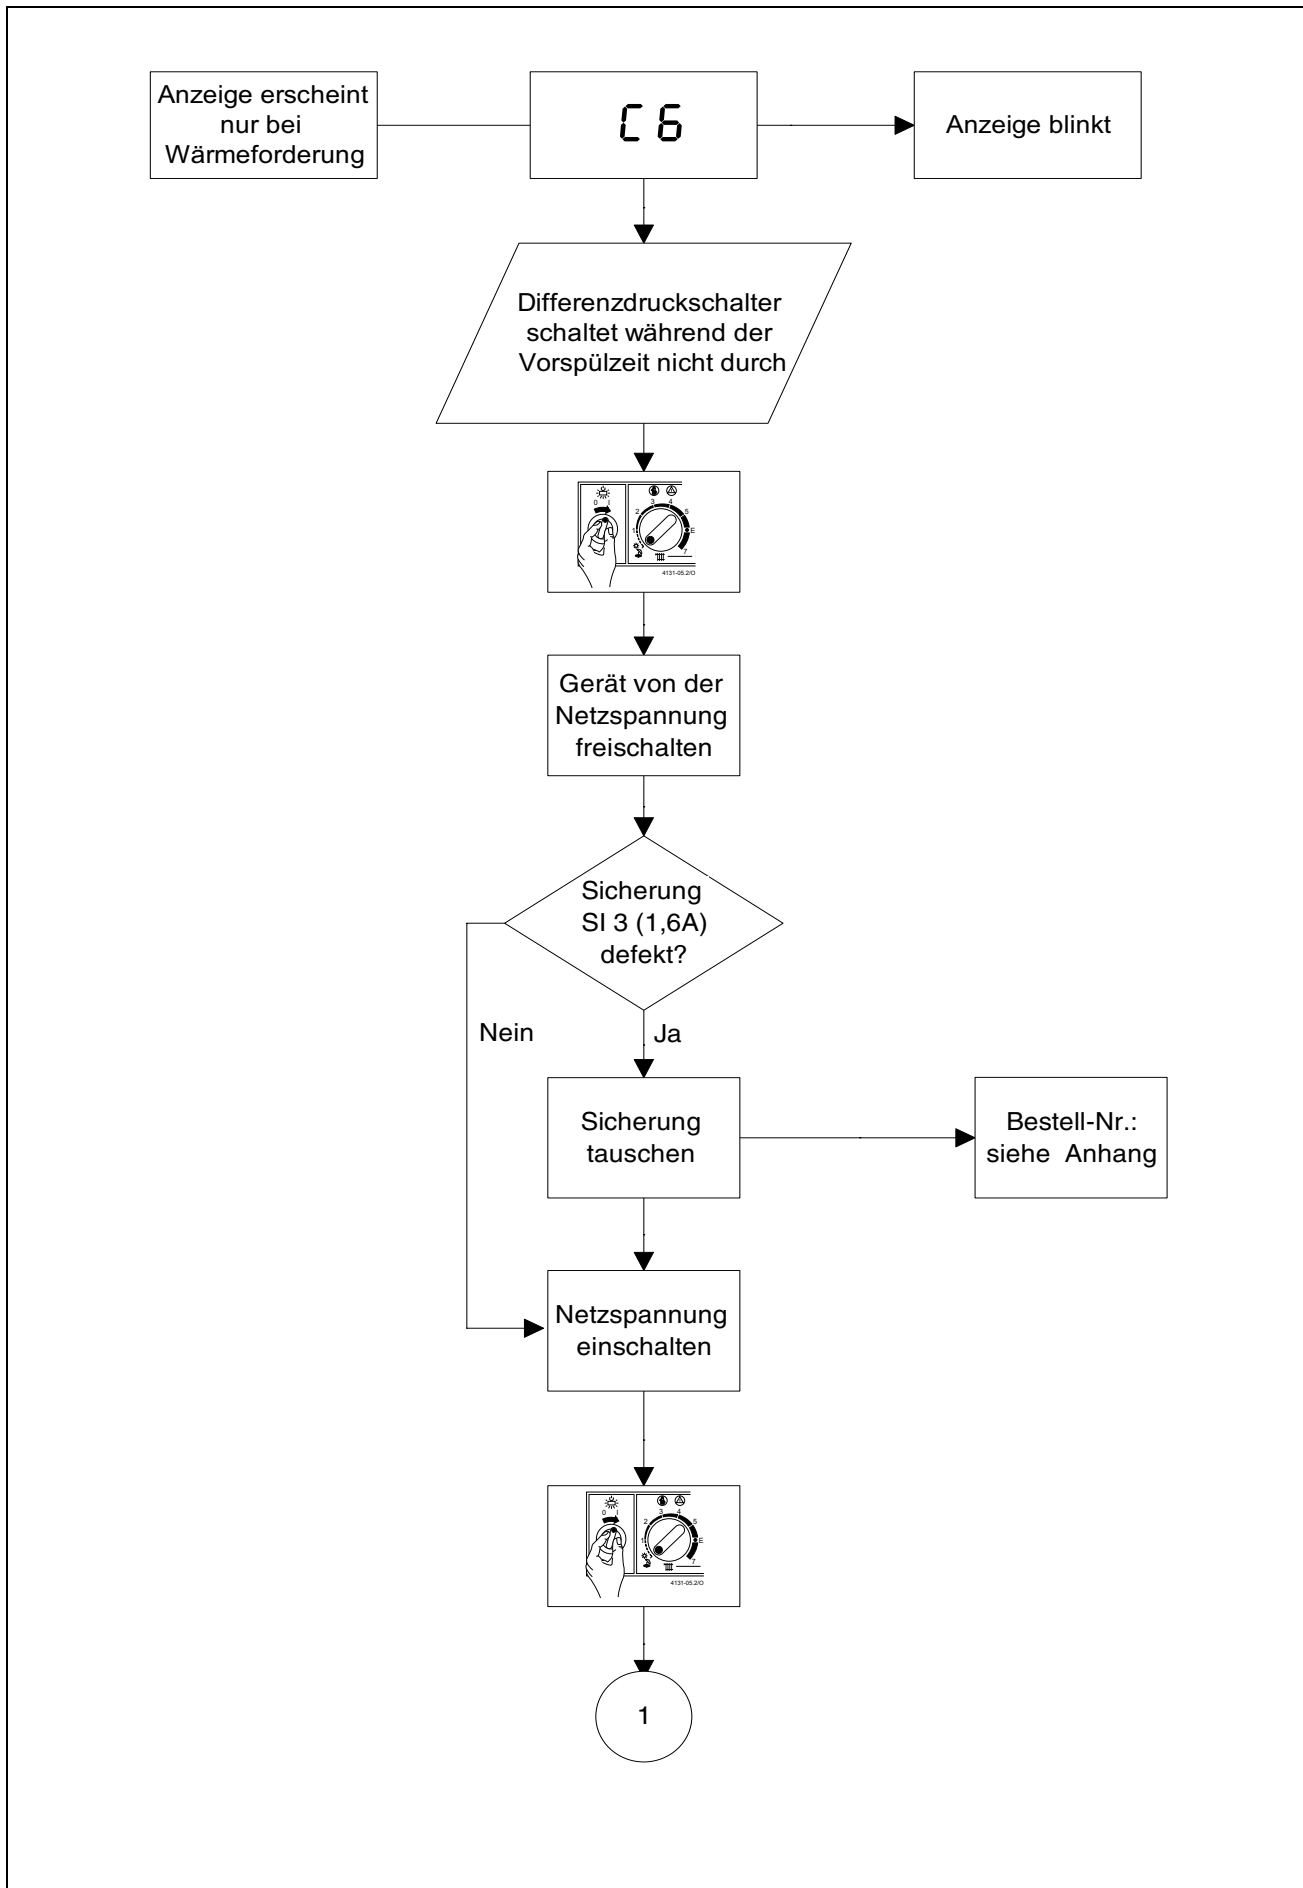 Anzeige erscheint
nur bei
Wärmeforderung
C6
Anzeige blinkt
Differenzdruckschalter
schaltet während der
Vorspülzeit nicht durch
0 I
1 2 3 4 5 E 7
4131-05.2/O
Gerät von der
Netzspannung
freischalten
Sicherung
SI 3 (1,6A)
defekt?
Nein
Ja
Sicherung
tauschen
Bestell-Nr.:
siehe Anhang
Netzspannung
einschalten
0 I
1 2 3 4 5 E 7
4131-05.2/O
1